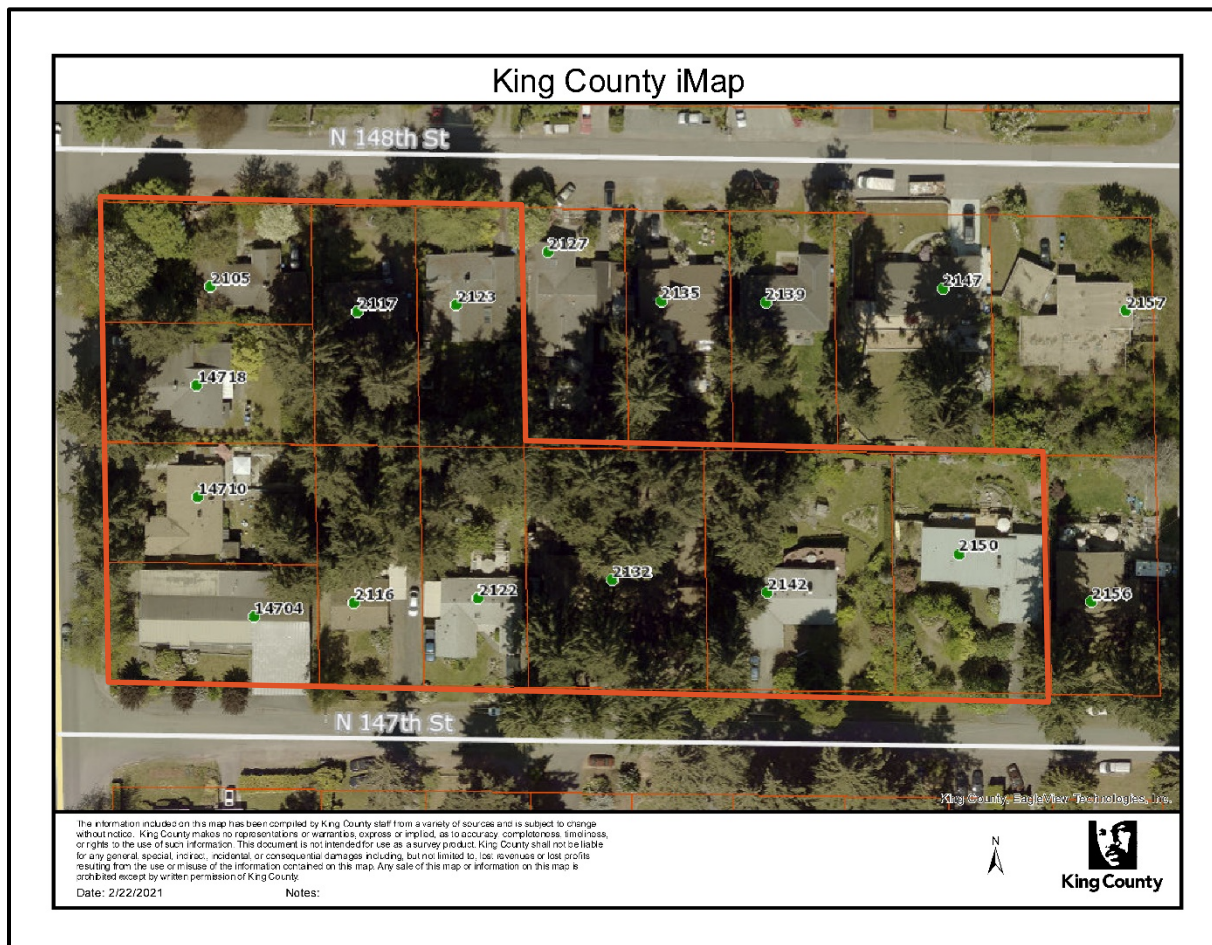 King County iMap
N 148th St
2127
2105
2117
2123
2135
2139
2147
2157
14718
14710
14704
2116
2122
2132
2142
2150
2156
N 147th St
King County, EagleView Technologies, Inc.
The information included on this map has been compiled by King County staff from a variety of sources and is subject to change
without notice. King County makes no representations or warranties, express or implied, as to accuracy, completeness, timeliness,
or rights to the use of such information. This document is not intended for use as a survey product. King County shall not be liable
for any general, special, indirect, incidental, or consequential damages including, but not limited to, lost revenues or lost profits
resulting from the use or misuse of the information contained on this map. Any sale of this map or information on this map is
prohibited except by written permission of King County.
Date: 2/22/2021
Notes:
N
King County